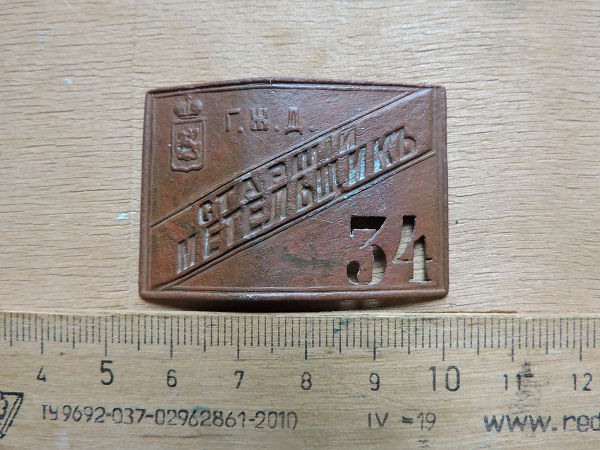 Г.Ж.Д.
СТАРШІЙ
МЕТЕЛЬЩИКЪ
34
4 5 6 7 8 9 10 11 12
ТУ 9692-037-02962861-2010 IV -19 www.red